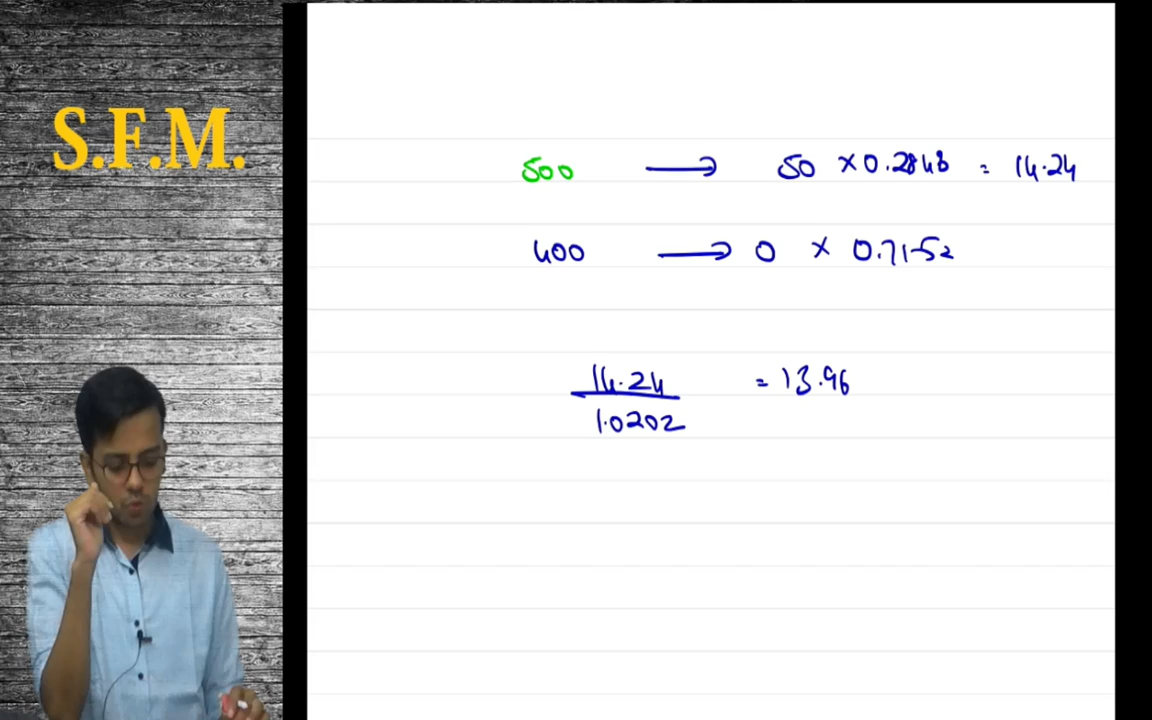 S.F.M.
500 → 50 × 0.2848 = 14.24
400 → 0 × 0.7152
14.24 = 13.96
1.0202